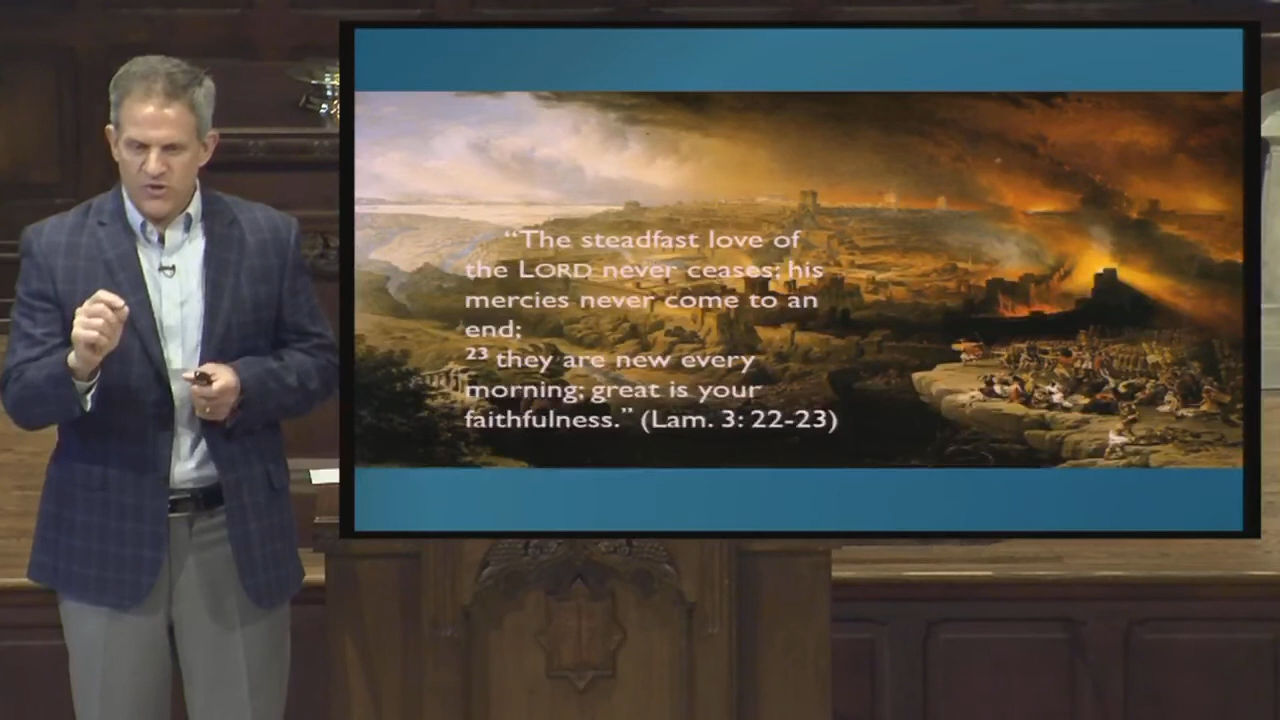 “The steadfast love of
the LORD never ceases; his
mercies never come to an
end;
23 they are new every
morning; great is your
faithfulness.” (Lam. 3: 22-23)